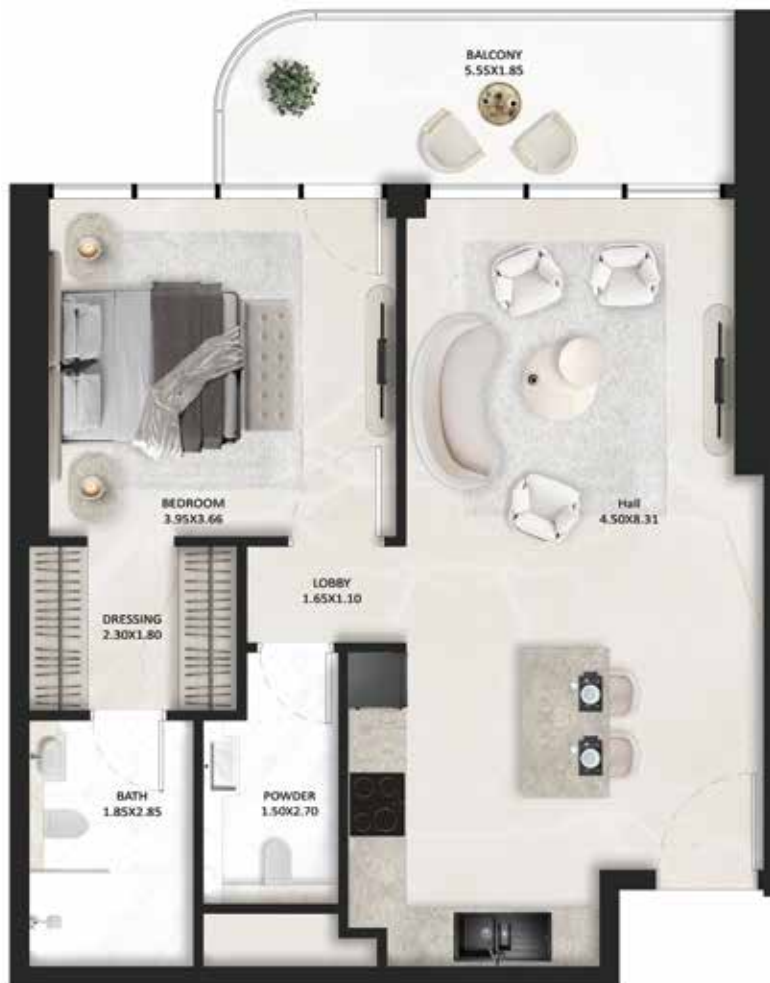 BALCONY
5.55X1.85
BEDROOM
3.95X3.66
Hall
4.50X8.31
LOBBY
1.65X1.10
DRESSING
2.30X1.80
BATH
1.85X2.85
POWDER
1.50X2.70